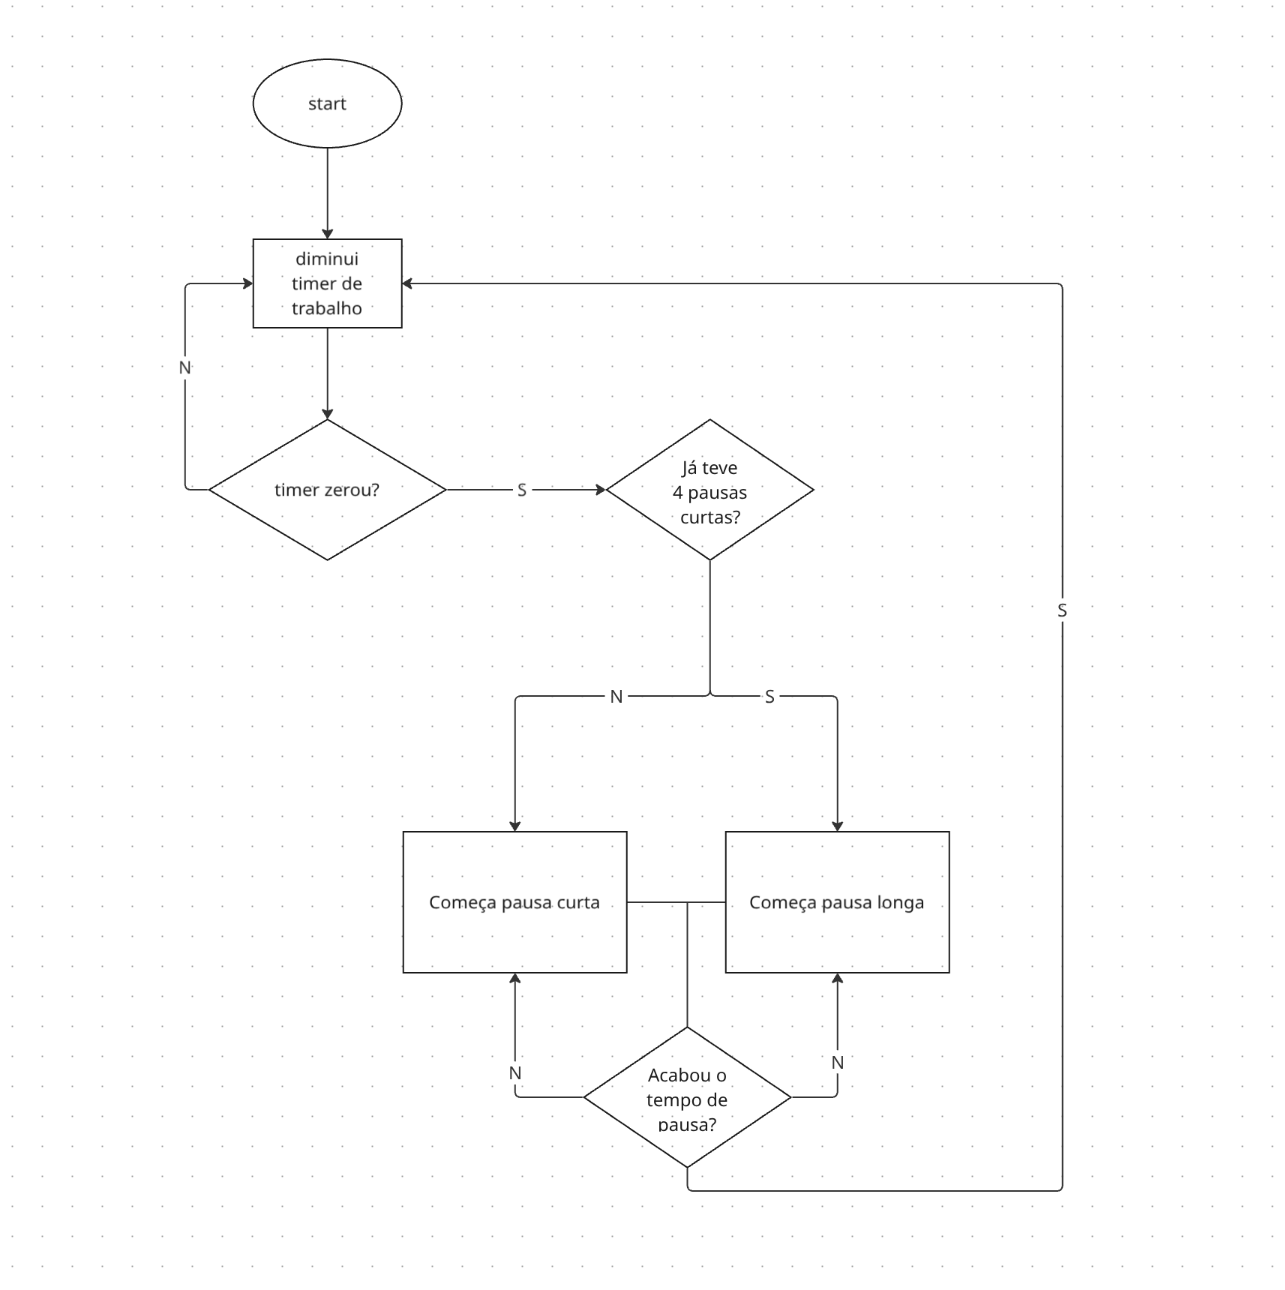 start
diminui
timer de
trabalho
N
timer zerou?
S
Já teve
4 pausas
curtas?
S
N
S
Começa pausa curta
Começa pausa longa
N
N
Acabou o
tempo de
pausa?